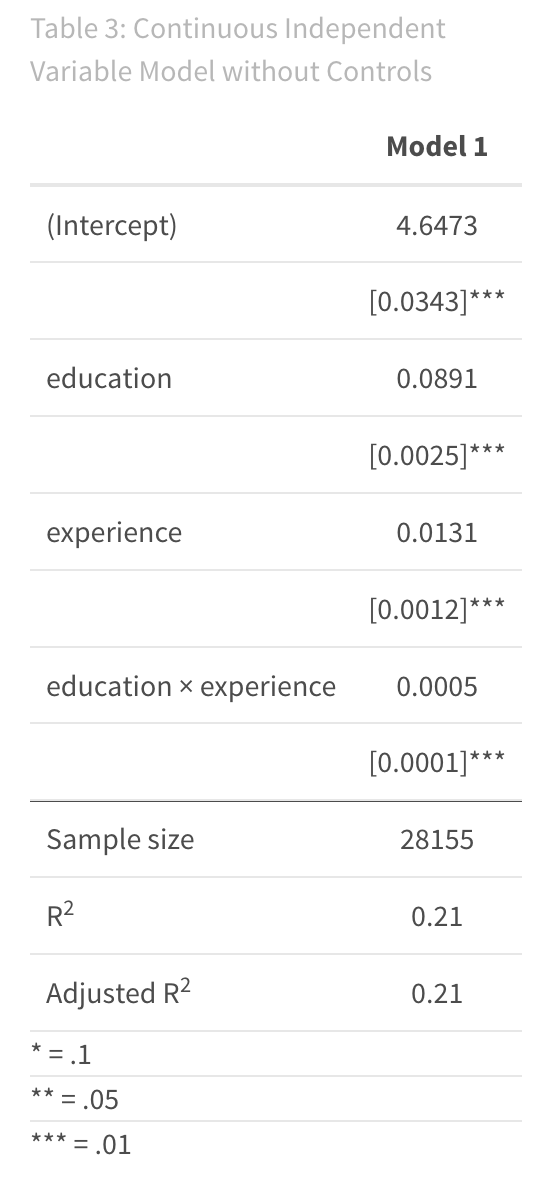 Table 3: Continuous Independent
Variable Model without Controls
Model 1
(Intercept) 4.6473
[0.0343]***
education 0.0891
[0.0025]***
experience 0.0131
[0.0012]***
education × experience 0.0005
[0.0001]***
Sample size 28155
R² 0.21
Adjusted R² 0.21
* = .1
** = .05
*** = .01